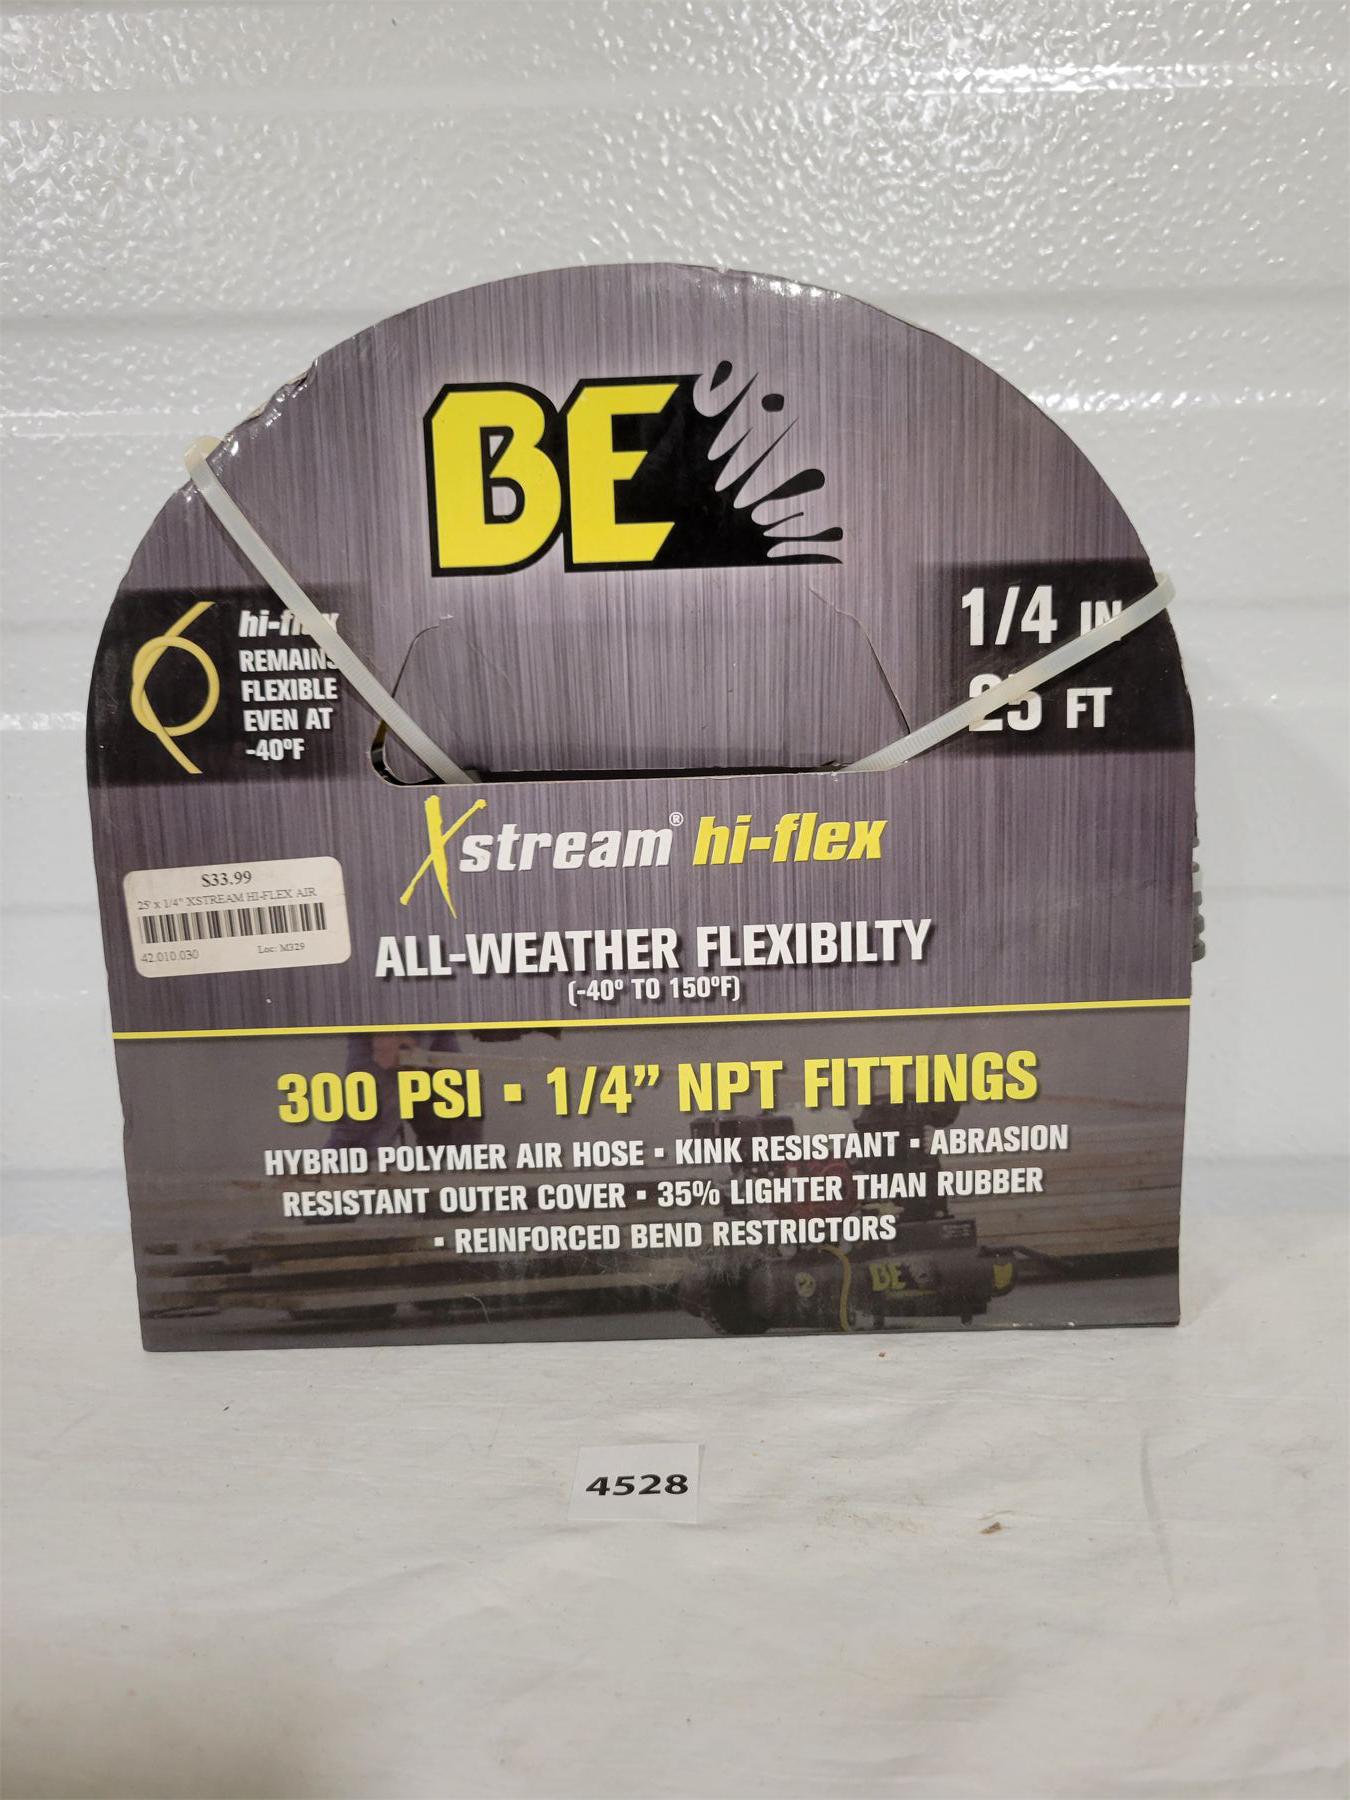 BE
hi-flex
REMAINS
FLEXIBLE
EVEN AT
-40ºF
1/4 IN
25 FT
Xstream® hi-flex
$33.99
25' x 1/4" XSTREAM HI-FLEX AIR
42.010.030 Loc: M329
ALL-WEATHER FLEXIBILTY
(-40º TO 150ºF)
300 PSI ▪ 1/4” NPT FITTINGS
HYBRID POLYMER AIR HOSE ▪ KINK RESISTANT ▪ ABRASION
RESISTANT OUTER COVER ▪ 35% LIGHTER THAN RUBBER
▪ REINFORCED BEND RESTRICTORS
BE
4528